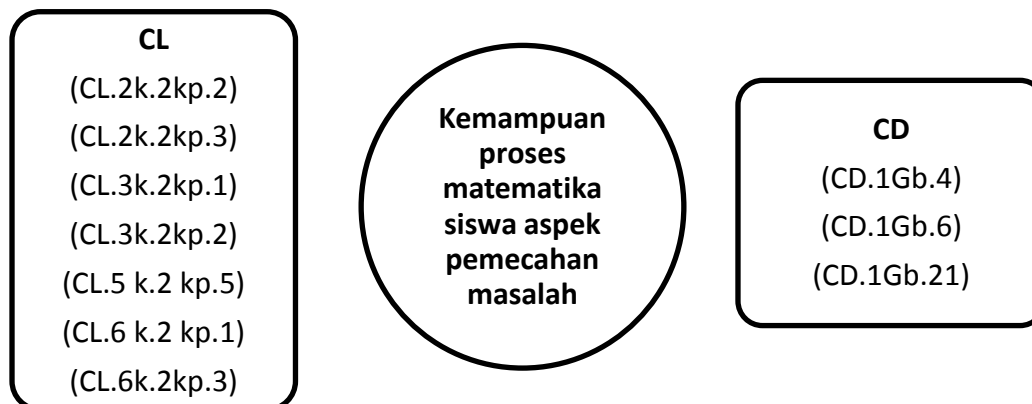 CL
(CL.2k.2kp.2)
(CL.2k.2kp.3)
(CL.3k.2kp.1)
(CL.3k.2kp.2)
(CL.5 k.2 kp.5)
(CL.6 k.2 kp.1)
(CL.6k.2kp.3)
Kemampuan
proses
matematika
siswa aspek
pemecahan
masalah
CD
(CD.1Gb.4)
(CD.1Gb.6)
(CD.1Gb.21)